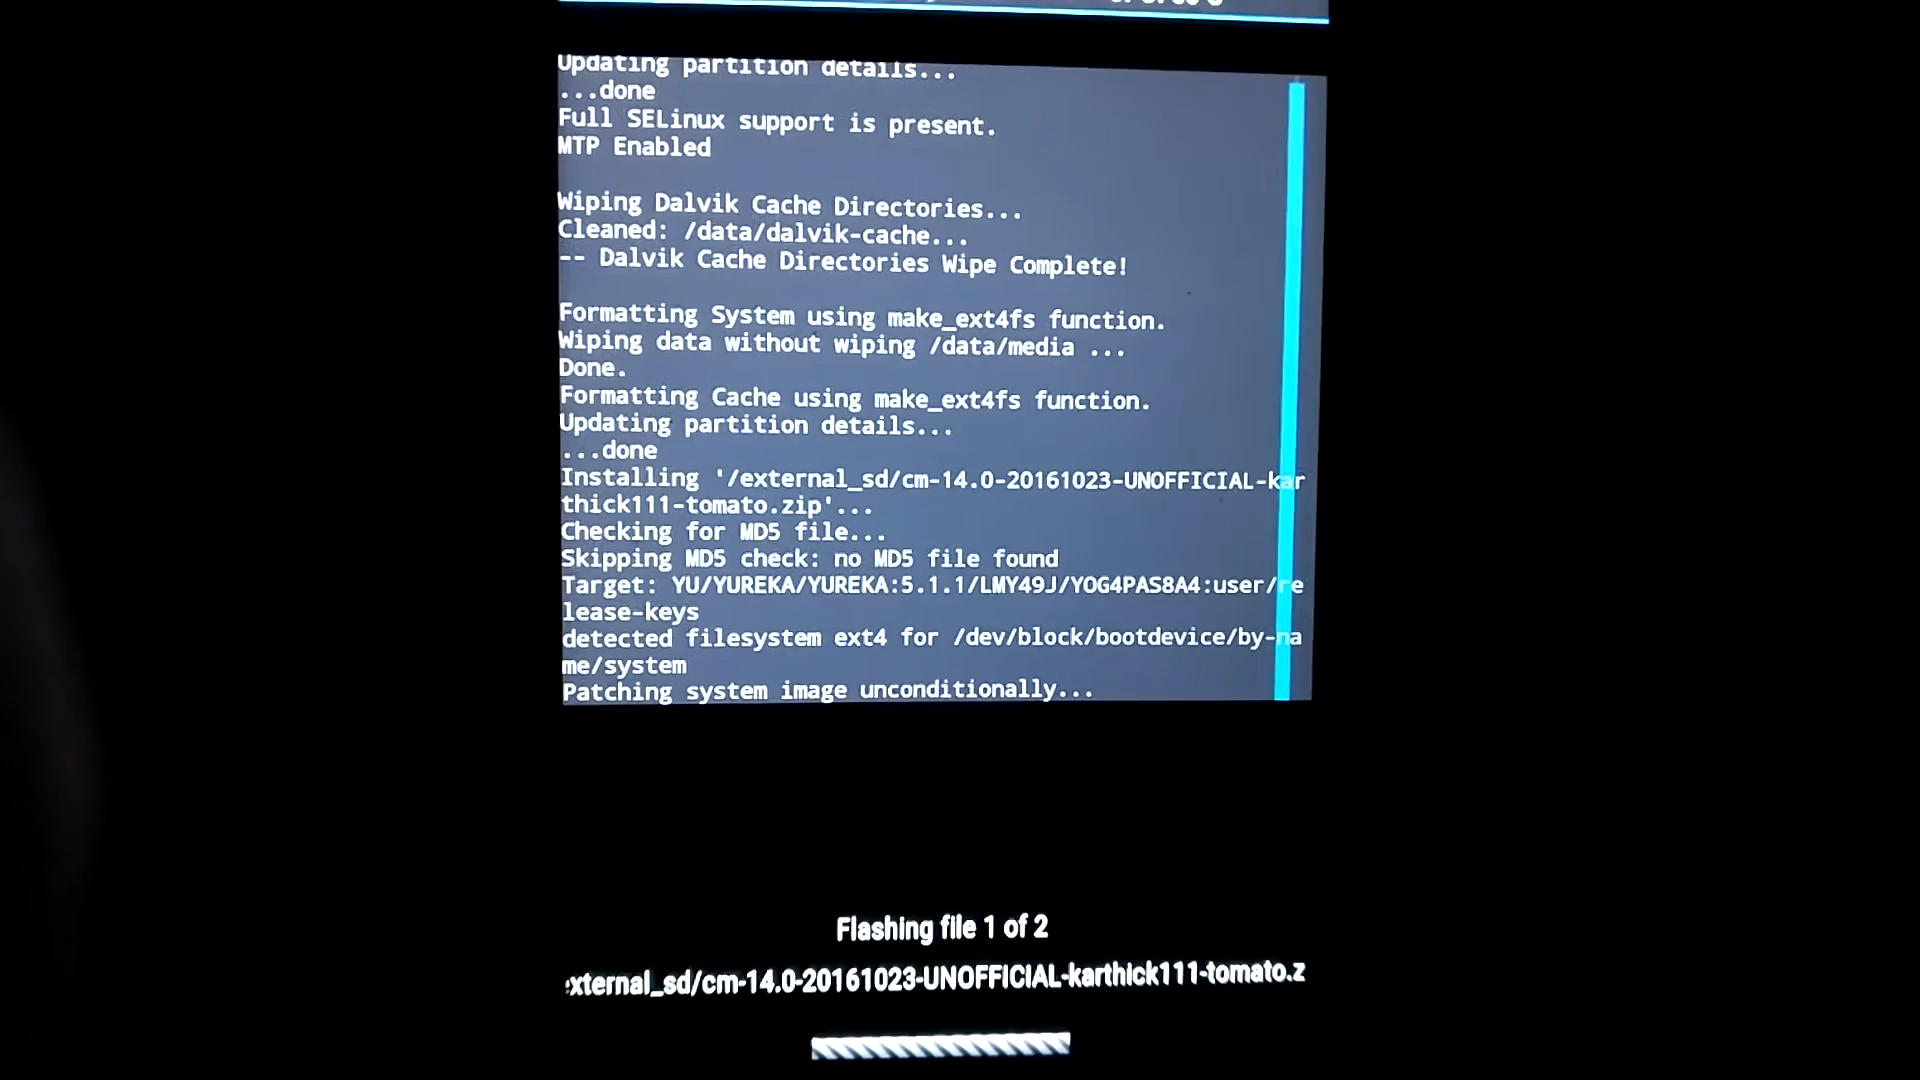 Updating partition details...
...done
Full SELinux support is present.
MTP Enabled
Wiping Dalvik Cache Directories...
Cleaned: /data/dalvik-cache...
-- Dalvik Cache Directories Wipe Complete!
Formatting System using make_ext4fs function.
Wiping data without wiping /data/media ...
Done.
Formatting Cache using make_ext4fs function.
Updating partition details...
...done
Installing '/external_sd/cm-14.0-20161023-UNOFFICIAL-kar
thick111-tomato.zip'...
Checking for MD5 file...
Skipping MD5 check: no MD5 file found
Target: YU/YUREKA/YUREKA:5.1.1/LMY49J/YOG4PAS8A4:user/re
lease-keys
detected filesystem ext4 for /dev/block/bootdevice/by-na
me/system
Patching system image unconditionally...
Flashing file 1 of 2
xternal_sd/cm-14.0-20161023-UNOFFICIAL-karthick111-tomato.z